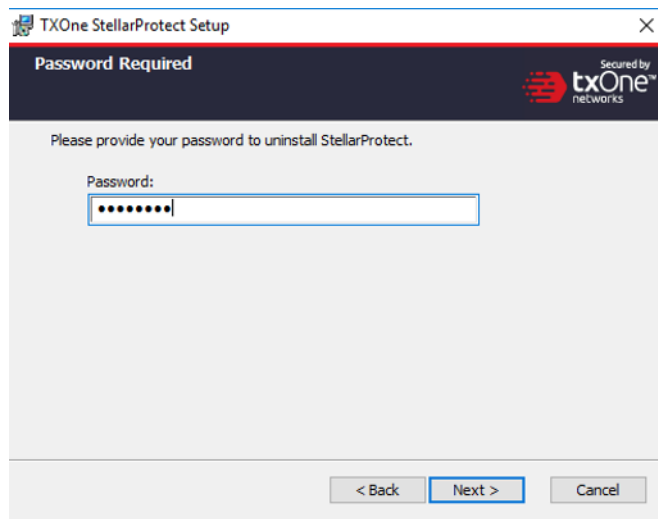 TXOne StellarProtect Setup
Password Required
Secured by
txOne™
networks
Please provide your password to uninstall StellarProtect.
Password:
••••••••
< Back
Next >
Cancel